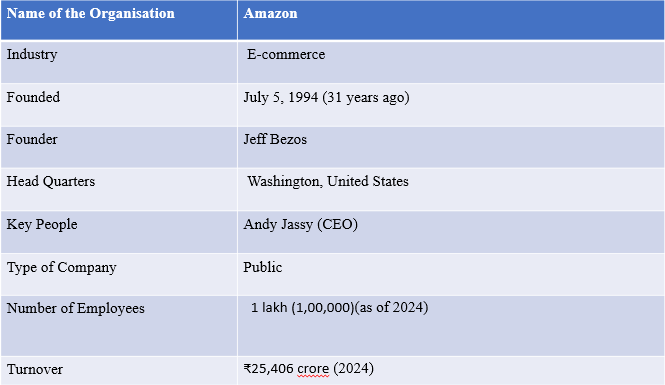 Name of the Organisation Amazon
Industry E-commerce
Founded July 5, 1994 (31 years ago)
Founder Jeff Bezos
Head Quarters Washington, United States
Key People Andy Jassy (CEO)
Type of Company Public
Number of Employees 1 lakh (1,00,000)(as of 2024)
Turnover ₹25,406 crore (2024)